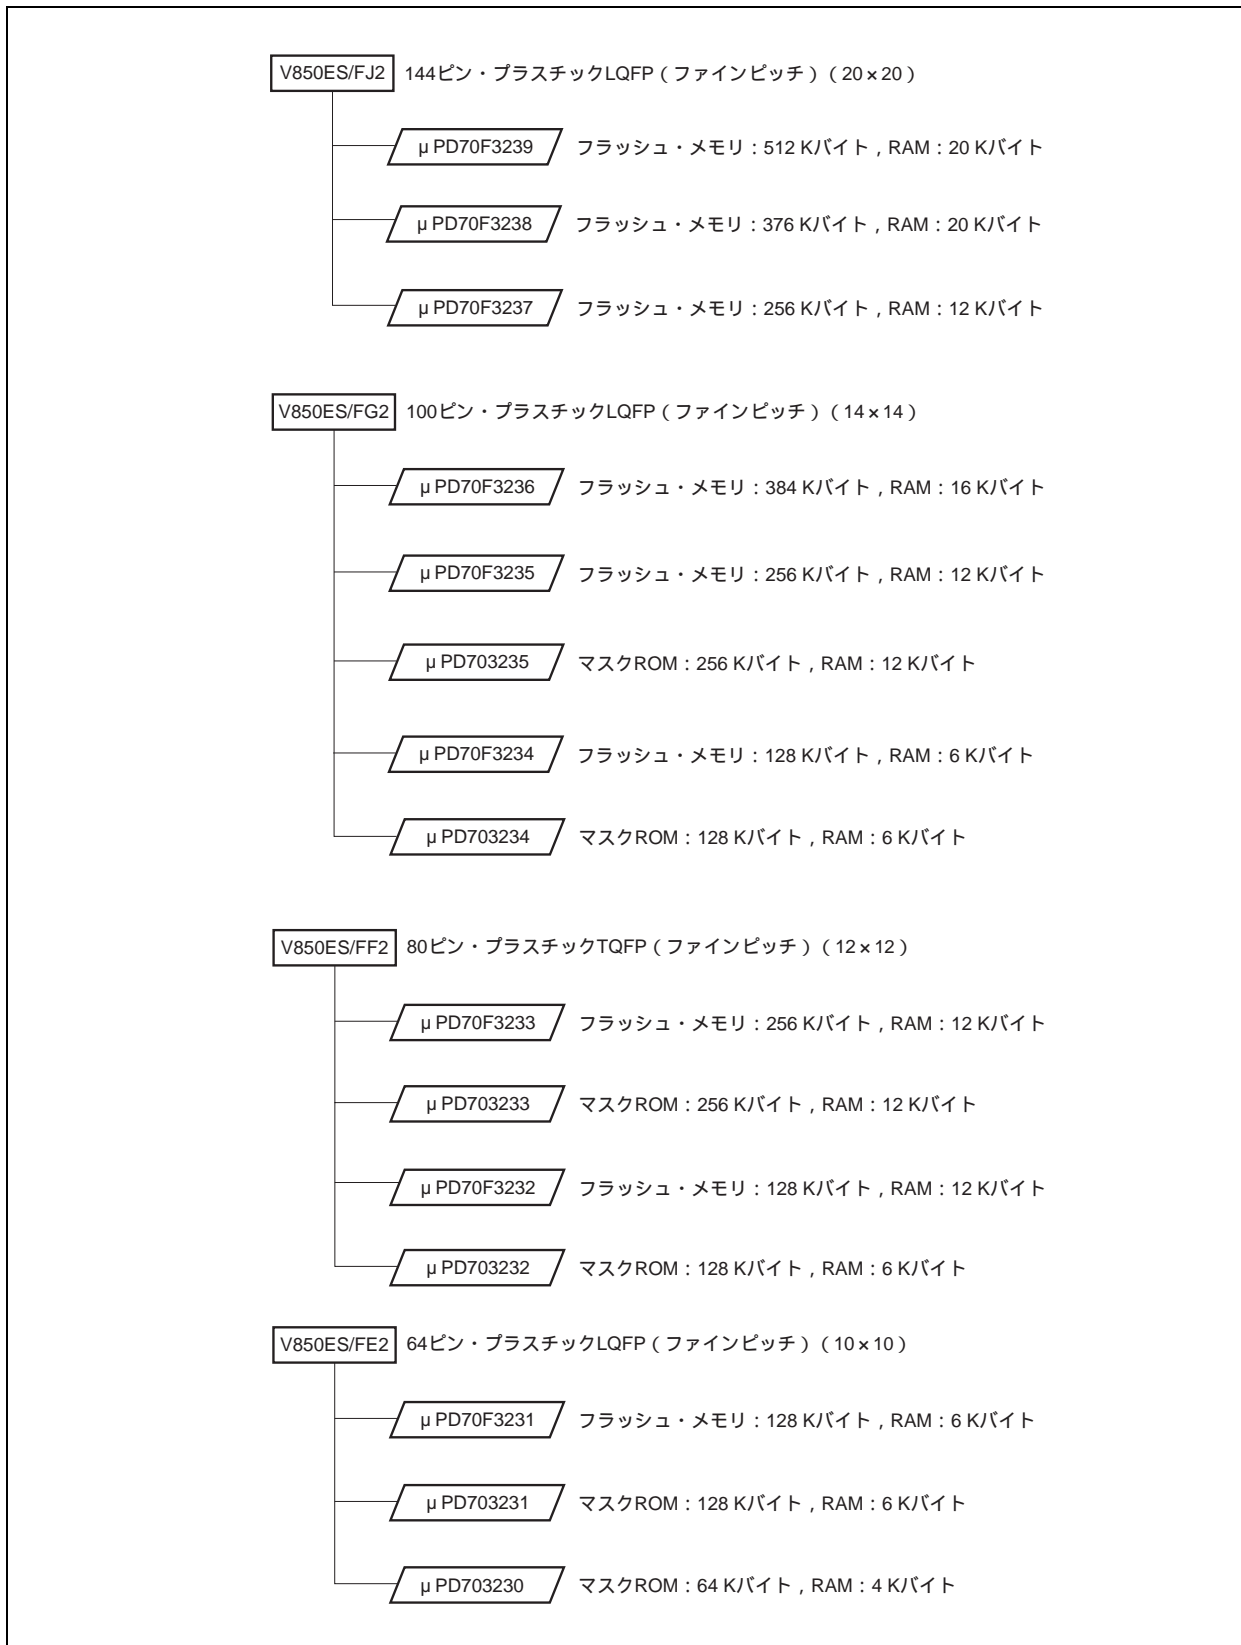 V850ES/FJ2 144ピン・プラスチックLQFP(ファインピッチ)(20×20)
μPD70F3239 フラッシュ・メモリ:512 Kバイト,RAM:20 Kバイト
μPD70F3238 フラッシュ・メモリ:376 Kバイト,RAM:20 Kバイト
μPD70F3237 フラッシュ・メモリ:256 Kバイト,RAM:12 Kバイト
V850ES/FG2 100ピン・プラスチックLQFP(ファインピッチ)(14×14)
μPD70F3236 フラッシュ・メモリ:384 Kバイト,RAM:16 Kバイト
μPD70F3235 フラッシュ・メモリ:256 Kバイト,RAM:12 Kバイト
μPD703235 マスクROM:256 Kバイト,RAM:12 Kバイト
μPD70F3234 フラッシュ・メモリ:128 Kバイト,RAM:6 Kバイト
μPD703234 マスクROM:128 Kバイト,RAM:6 Kバイト
V850ES/FF2 80ピン・プラスチックTQFP(ファインピッチ)(12×12)
μPD70F3233 フラッシュ・メモリ:256 Kバイト,RAM:12 Kバイト
μPD703233 マスクROM:256 Kバイト,RAM:12 Kバイト
μPD70F3232 フラッシュ・メモリ:128 Kバイト,RAM:12 Kバイト
μPD703232 マスクROM:128 Kバイト,RAM:6 Kバイト
V850ES/FE2 64ピン・プラスチックLQFP(ファインピッチ)(10×10)
μPD70F3231 フラッシュ・メモリ:128 Kバイト,RAM:6 Kバイト
μPD703231 マスクROM:128 Kバイト,RAM:6 Kバイト
μPD703230 マスクROM:64 Kバイト,RAM:4 Kバイト